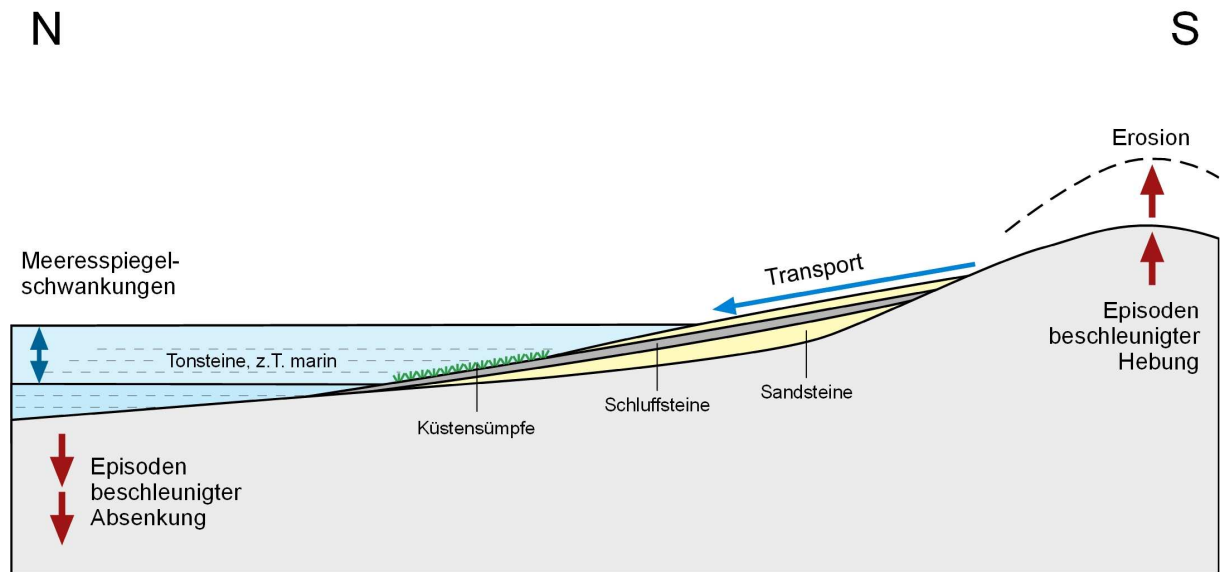 N
S
Erosion
Meeresspiegel-
schwankungen
Transport
Episoden
beschleunigter
Hebung
Tonsteine, z.T. marin
Sandsteine
Schluffsteine
Küstensümpfe
Episoden
beschleunigter
Absenkung